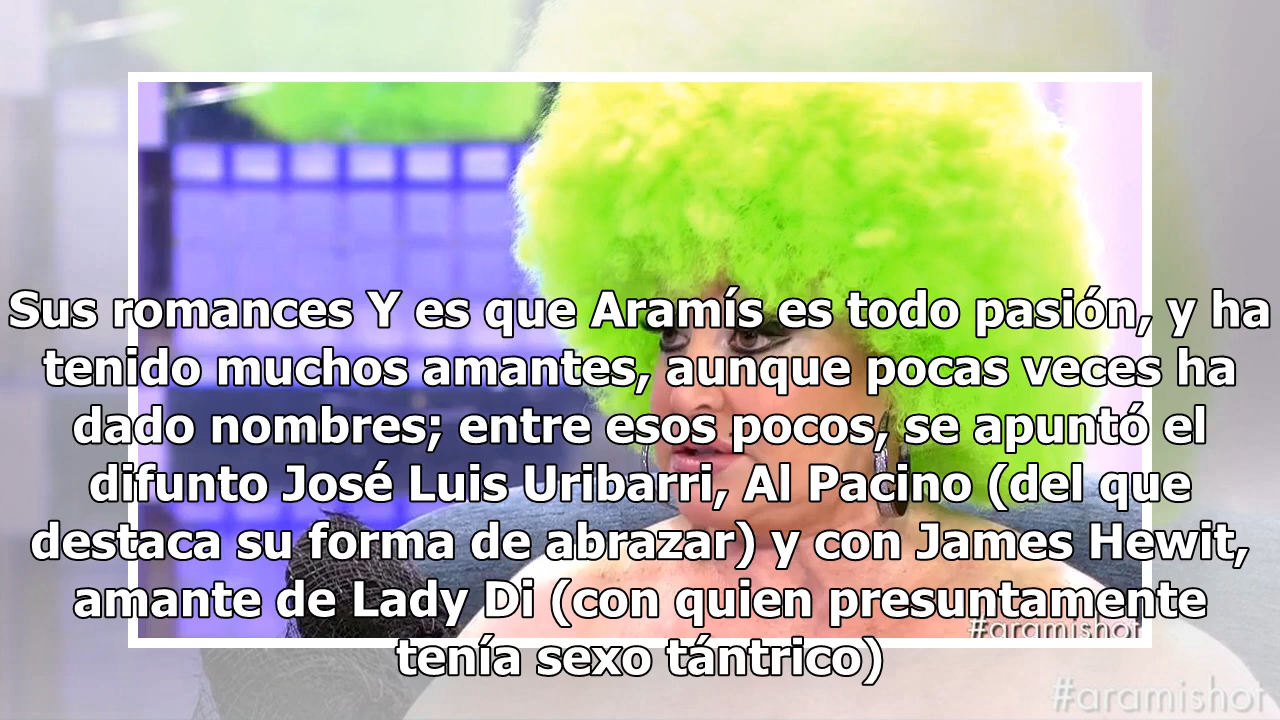 Sus romances Y es que Aramís es todo pasión, y ha
tenido muchos amantes, aunque pocas veces ha
dado nombres; entre esos pocos, se apuntó el
difunto José Luis Uribarri, Al Pacino (del que
destaca su forma de abrazar) y con James Hewit,
amante de Lady Di (con quien presuntamente
#aramishot
tenía sexo tántrico)
#aramishot